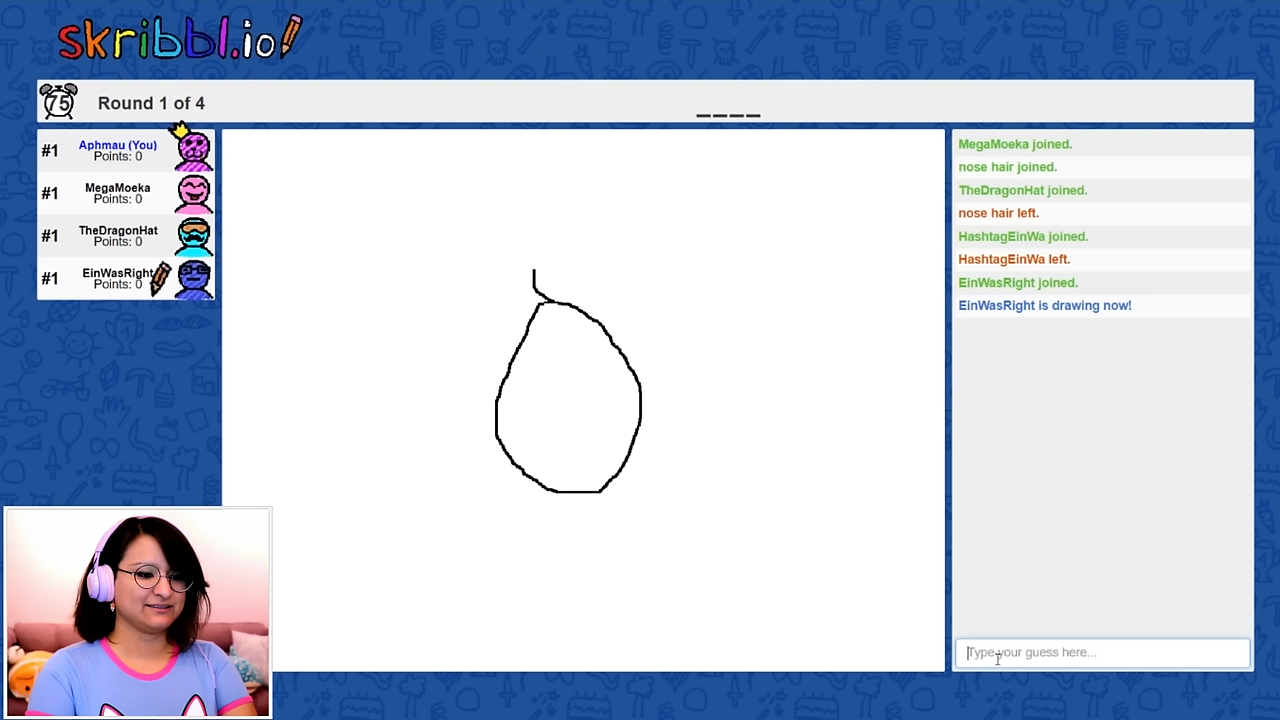 skribbl.io!
75
Round 1 of 4
_ _ _ _
#1
Aphmau (You)
Points: 0
#1
MegaMoeka
Points: 0
#1
TheDragonHat
Points: 0
#1
EinWasRight
Points: 0
MegaMoeka joined.
nose hair joined.
TheDragonHat joined.
nose hair left.
HashtagEinWa joined.
HashtagEinWa left.
EinWasRight joined.
EinWasRight is drawing now!
Type your guess here...